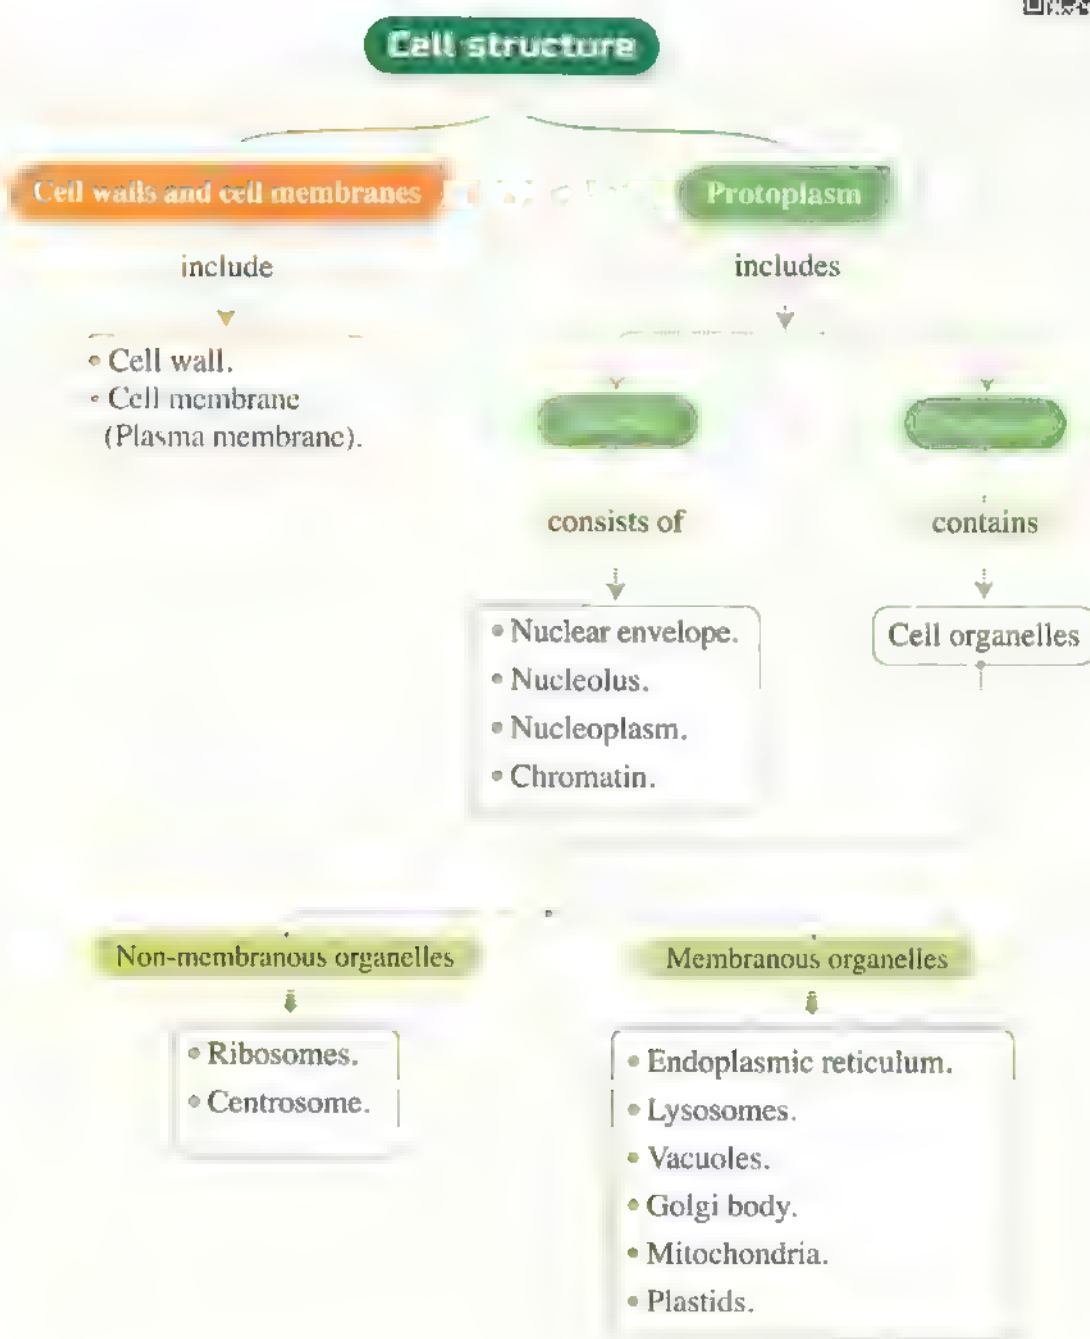 Cell structure
Cell walls and cell membranes
Protoplasm
include
includes
• Cell wall.
• Cell membrane
(Plasma membrane).
consists of
contains
• Nuclear envelope.
• Nucleolus.
• Nucleoplasm.
• Chromatin.
Cell organelles
Non-membranous organelles
Membranous organelles
• Ribosomes.
• Centrosome.
• Endoplasmic reticulum.
• Lysosomes.
• Vacuoles.
• Golgi body.
• Mitochondria.
• Plastids.